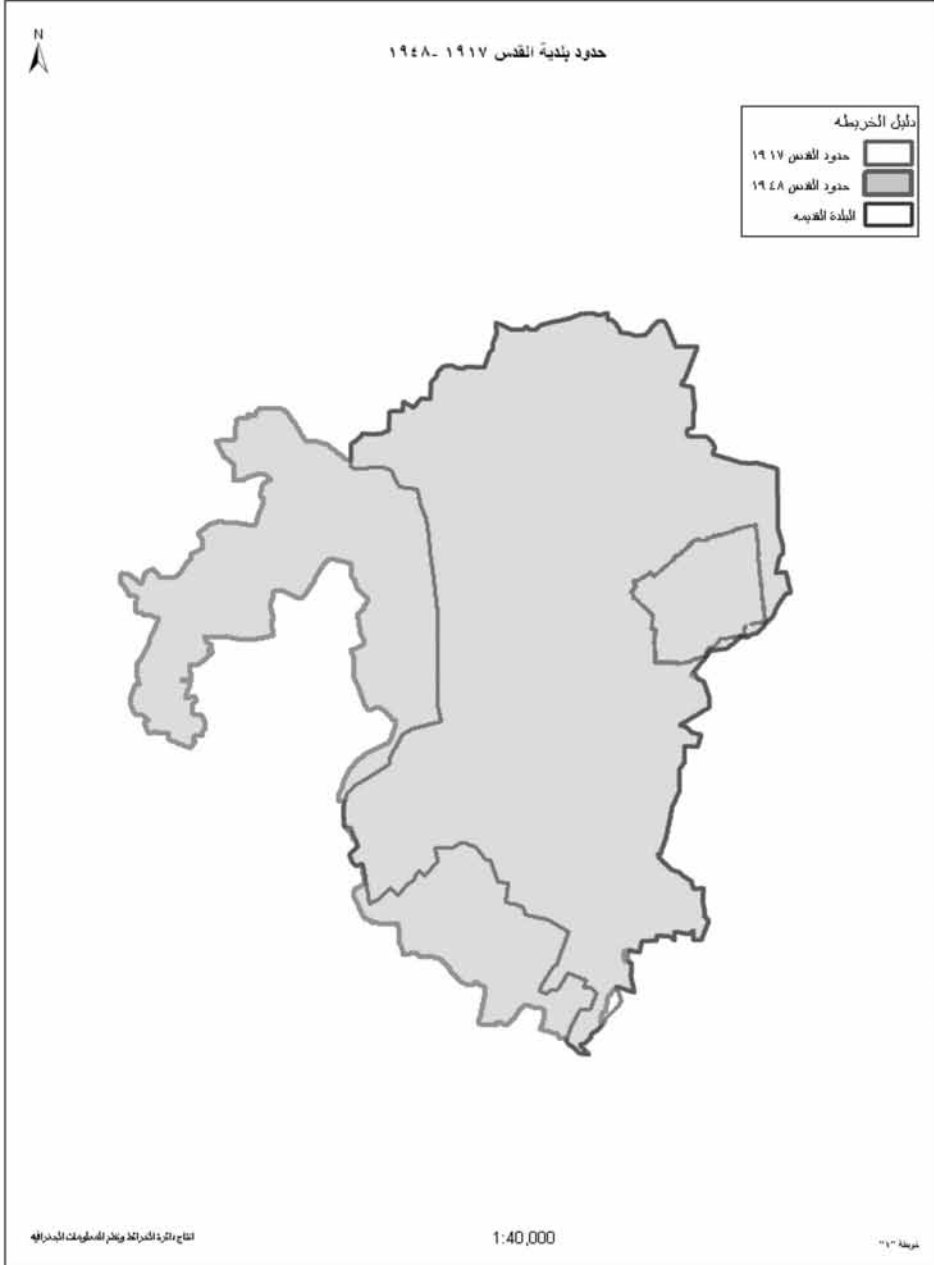 N
حدود بلدية القدس ١٩١٧ -١٩٤٨
دليل الخريطه
حدود القدس ١٩١٧
حدود القدس ١٩٤٨
البلدة القديمه
انتاج دائرة الخرائط ونظم المعلومات الجغرافيه
1:40,000
خريطة "١"